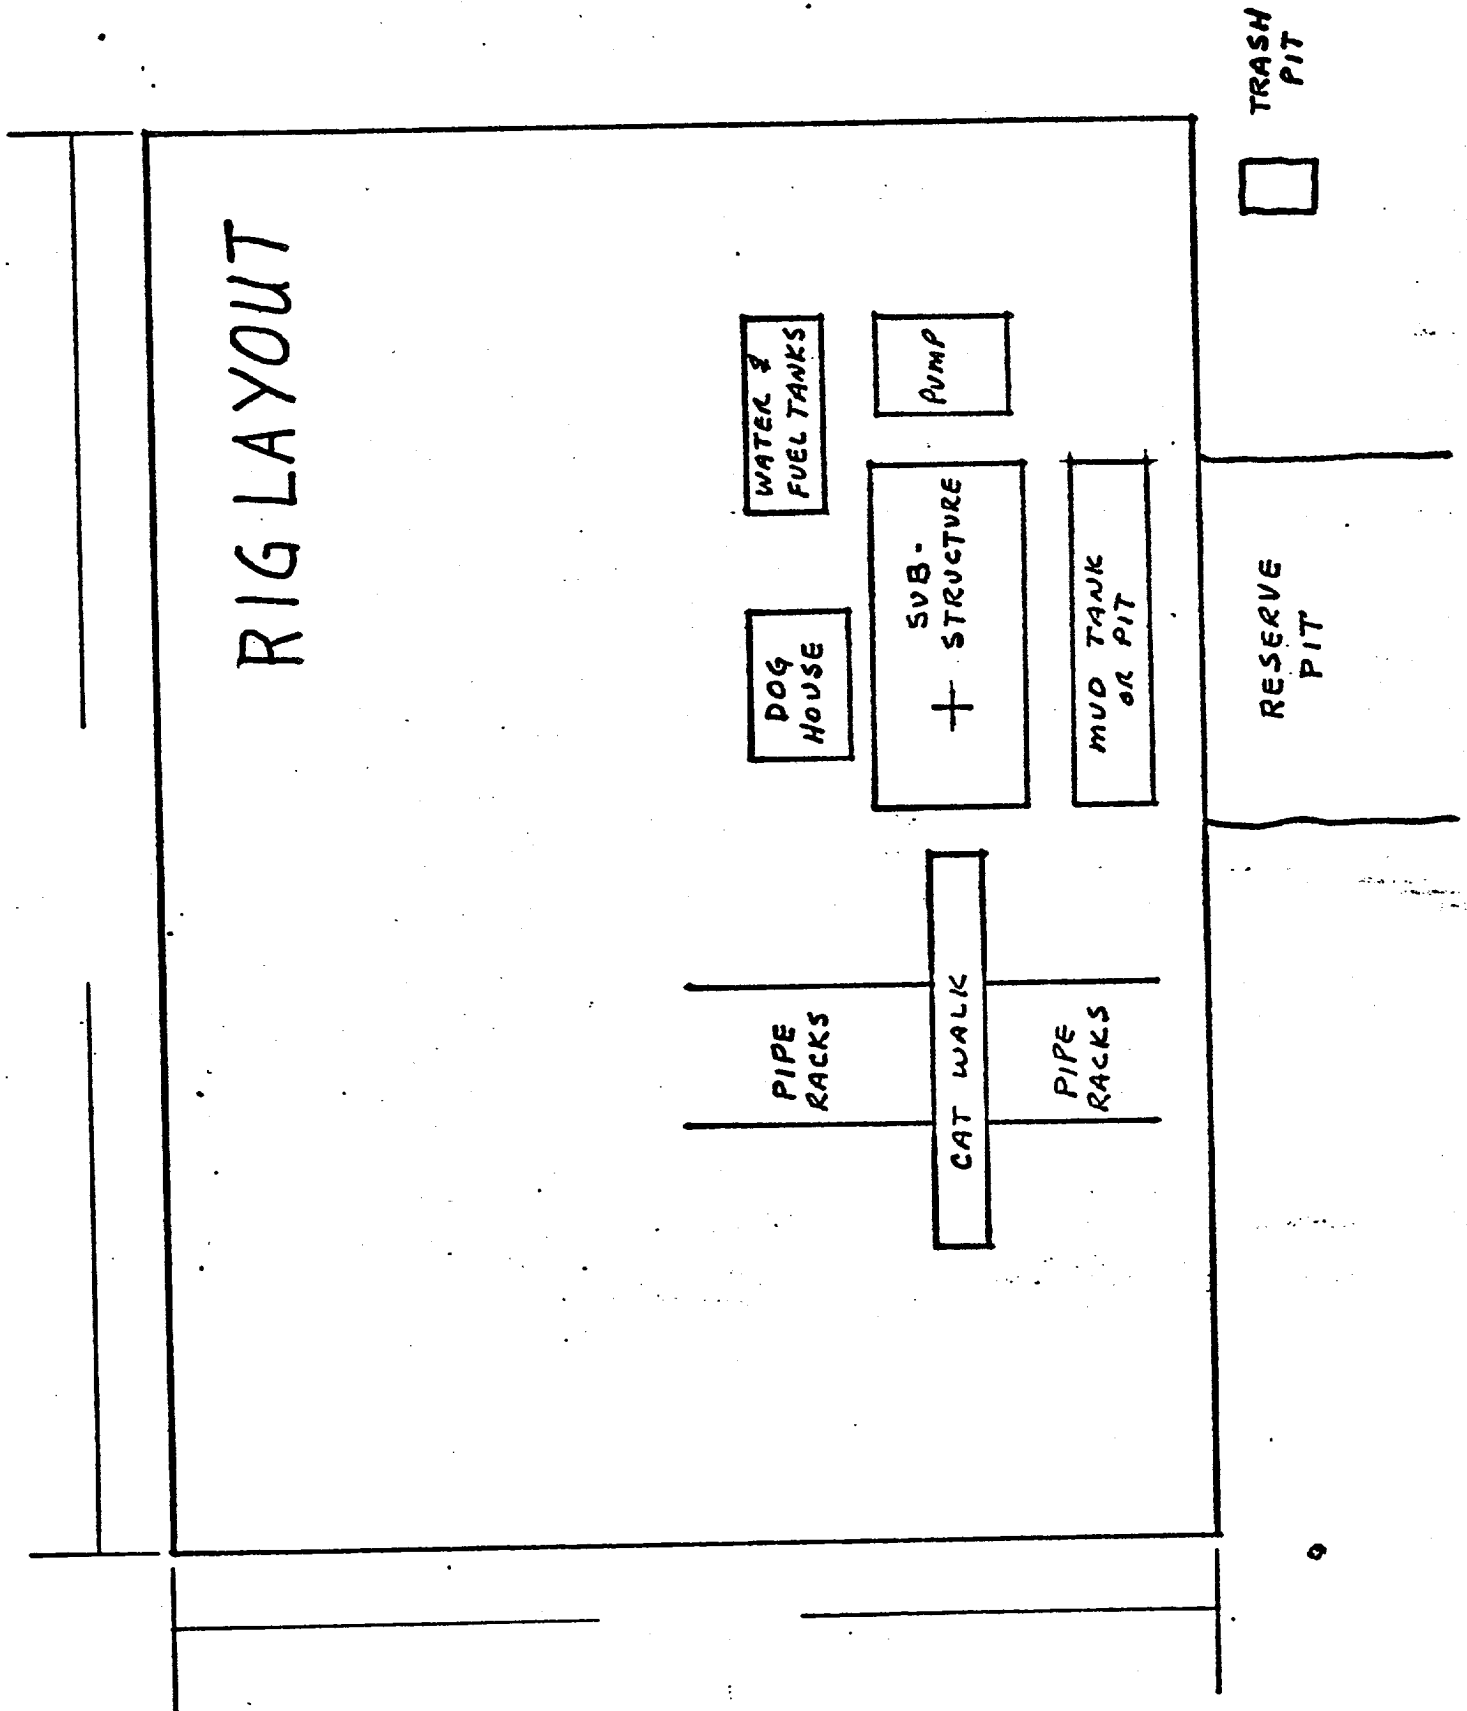 RIG LAYOUT
WATER &
FUEL TANKS
PUMP
DOG
HOUSE
SUB-
STRUCTURE
MUD TANK
OR PIT
PIPE
RACKS
CAT WALK
PIPE
RACKS
RESERVE
PIT
TRASH
PIT